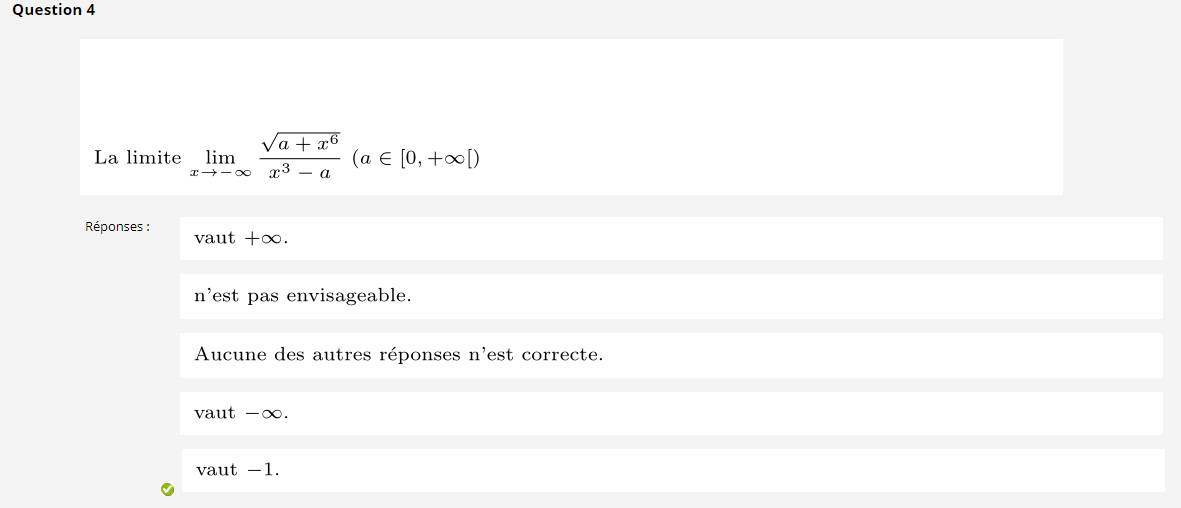 Question 4
La limite lim x→−∞ √(a + x⁶) / (x³ − a) (a ∈ [0, +∞[)
Réponses :
vaut +∞.
n'est pas envisageable.
Aucune des autres réponses n'est correcte.
vaut −∞.
vaut −1.